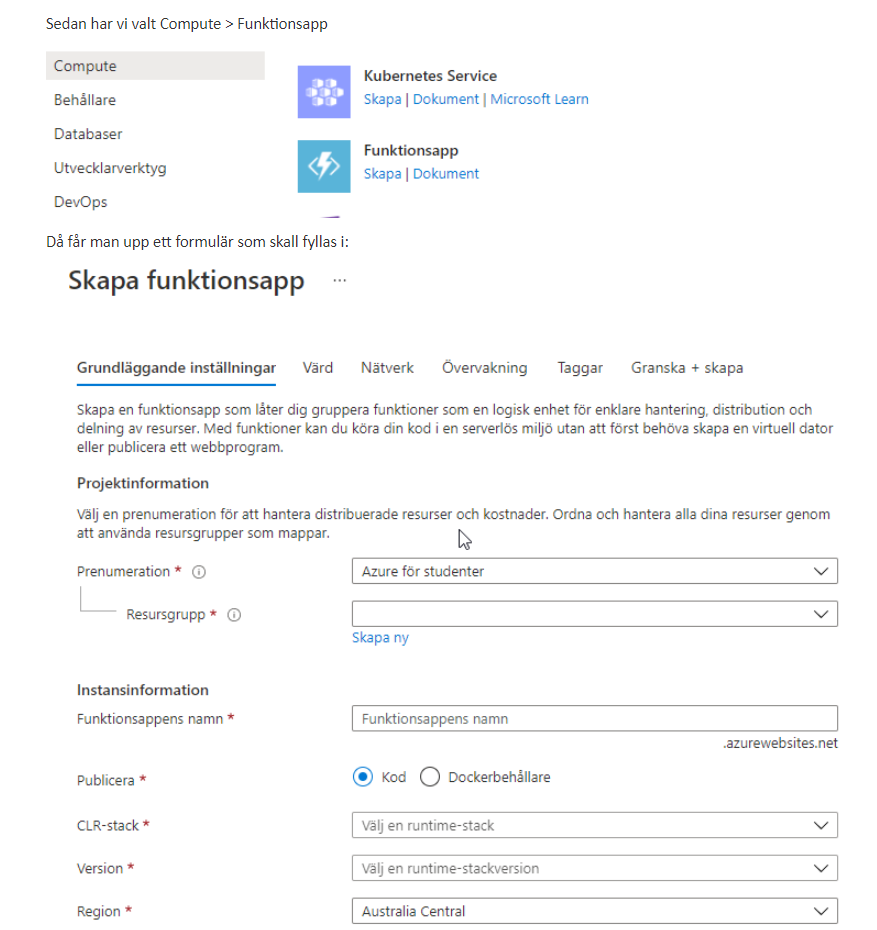 Sedan har vi valt Compute > Funktionsapp
Compute
Behållare
Databaser
Utvecklarverktyg
DevOps
Kubernetes Service
Skapa | Dokument | Microsoft Learn
Funktionsapp
Skapa | Dokument
Då får man upp ett formulär som skall fyllas i:
Skapa funktionsapp ...
Grundläggande inställningar Värd Nätverk Övervakning Taggar Granska + skapa
Skapa en funktionsapp som låter dig gruppera funktioner som en logisk enhet för enklare hantering, distribution och
delning av resurser. Med funktioner kan du köra din kod i en serverlös miljö utan att först behöva skapa en virtuell dator
eller publicera ett webbprogram.
Projektinformation
Välj en prenumeration för att hantera distribuerade resurser och kostnader. Ordna och hantera alla dina resurser genom
att använda resursgrupper som mappar.
Prenumeration * Azure för studenter
Resursgrupp *
Skapa ny
Instansinformation
Funktionsappens namn * Funktionsappens namn
.azurewebsites.net
Publicera * Kod Dockerbehållare
CLR-stack * Välj en runtime-stack
Version * Välj en runtime-stackversion
Region * Australia Central